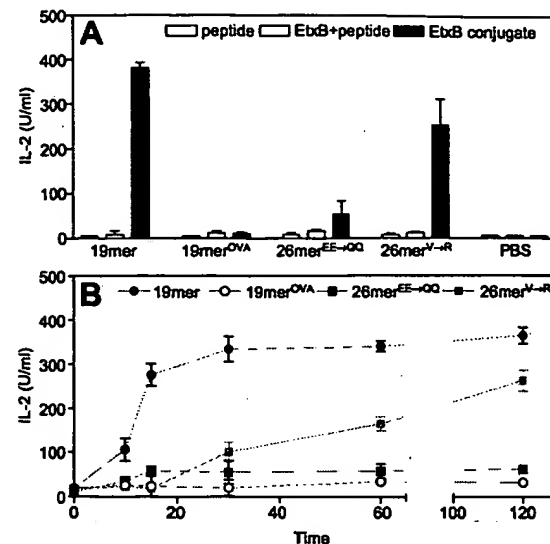 A
peptide EtxB+peptide EtxB conjugate
IL-2 (U/ml)
500
400
300
200
100
0
19mer 19mer^OVA 26mer^EE→QQ 26mer^V→R PBS
B
19mer 19mer^OVA 26mer^EE→QQ 26mer^V→R
IL-2 (U/ml)
500
400
300
200
100
0
0 20 40 60 100 120
Time